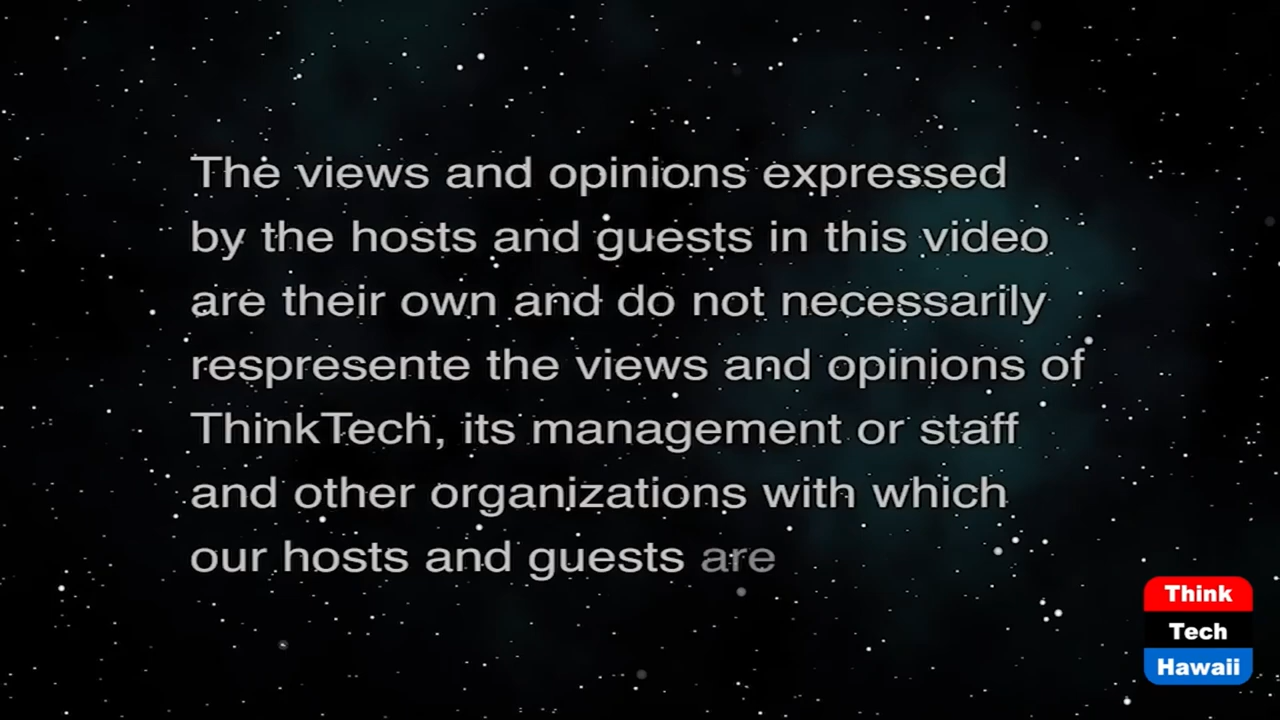 The views and opinions expressed
by the hosts and guests in this video
are their own and do not necessarily
respresente the views and opinions of
ThinkTech, its management or staff
and other organizations with which
our hosts and guests are
Think
Tech
Hawaii